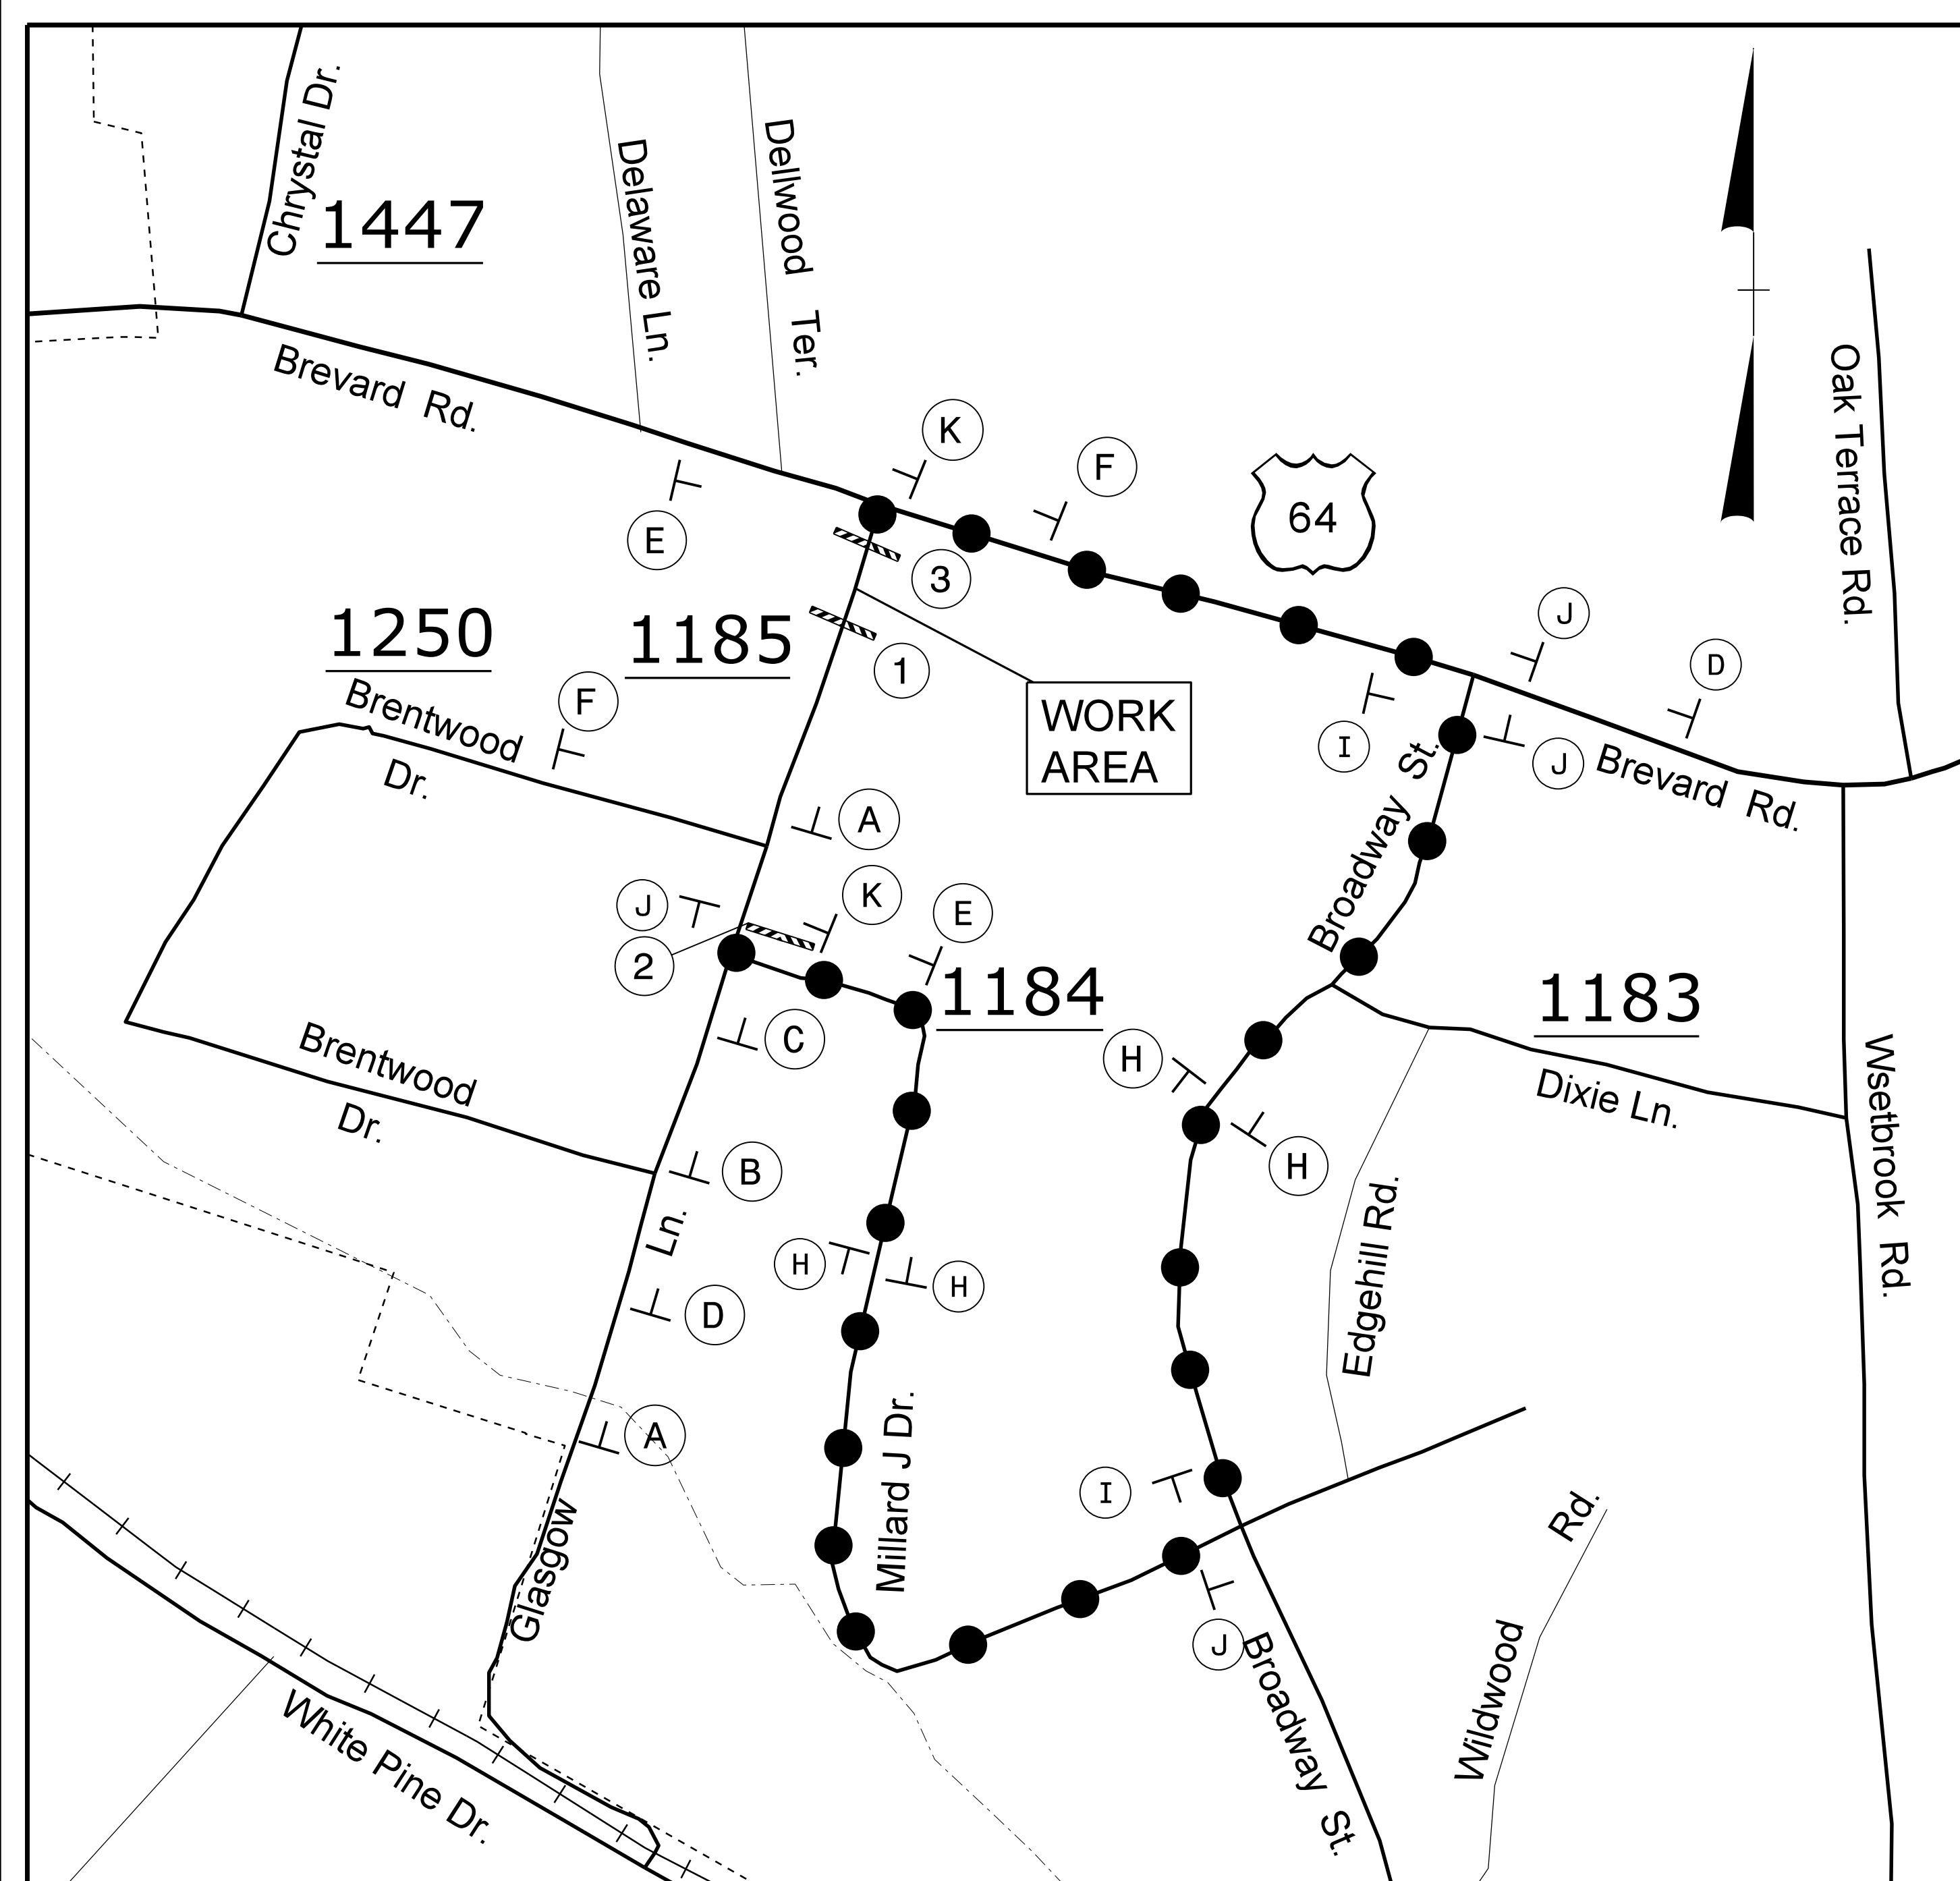 Chrystal Dr.
1447
Delaware Ln.
Dellwood Ter.
Brevard Rd.
K
F
E
64
3
Oak Terrace Rd.
1250
1185
1
J
D
F
Brentwood
Dr.
WORK
AREA
I
J
Brevard Rd.
Broadway St.
A
K
J
E
2
1184
1183
C
H
Brentwood
Dr.
Dixie Ln.
Wsetbrook Rd.
B
H
Ln.
H
H
Edgehill Rd.
D
A
Millard J Dr.
I
Rd.
Glasgow
J
Broadway St.
Wildwood
White Pine Dr.